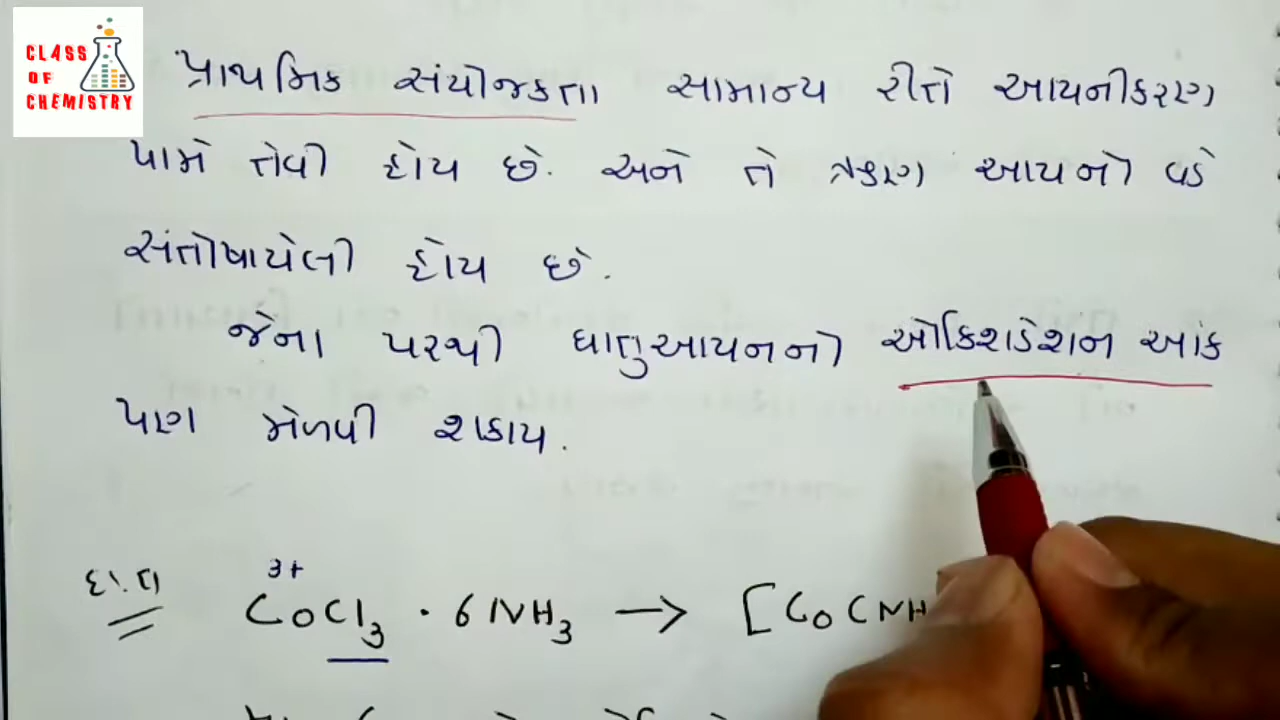 CLASS
OF
CHEMISTRY
પ્રાથમિક સંયોજકતા સામાન્ય રીતે આયનીકરણ
પામે તેવી હોય છે. અને તે ઋણ આયનો વડે
સંતોષાયેલી હોય છે.
જેના પરથી ધાતુઆયનનો ઓકિશડેશન આંક
પણ મેળવી શકાય.
3+
દા.ત CoCl3 · 6NH3 → [Co(NH